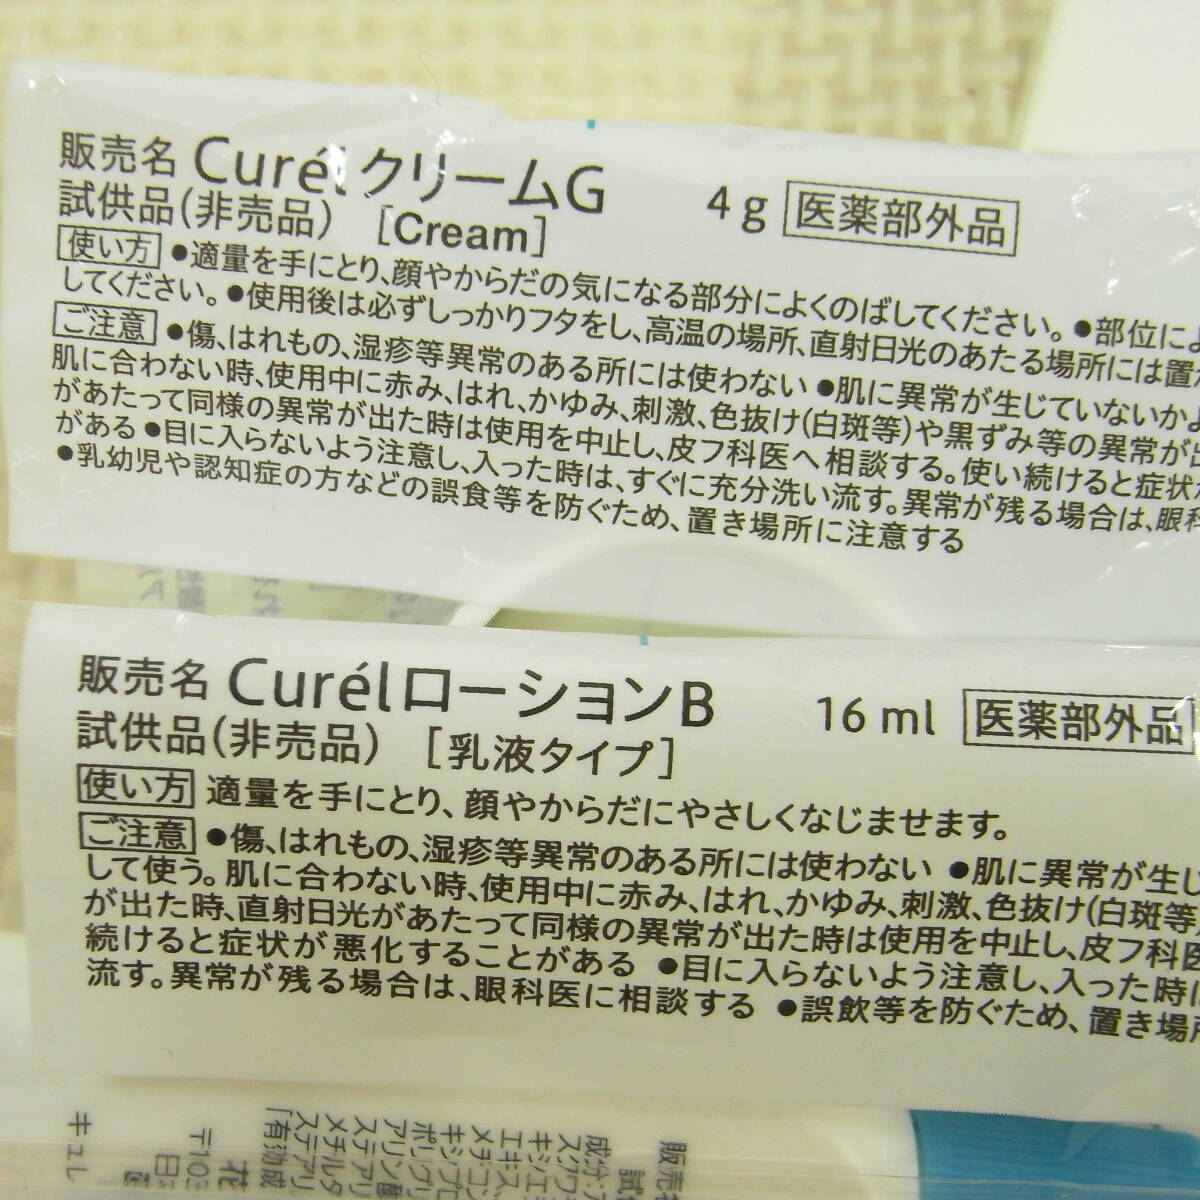 販売名 CurélクリームG 4g 医薬部外品
試供品(非売品) [Cream]
使い方 ●適量を手にとり、顔やからだの気になる部分によくのばしてください。●部位によ
してください。●使用後は必ずしっかりフタをし、高温の場所、直射日光のあたる場所には置か
ご注意 ●傷、はれもの、湿疹等異常のある所には使わない ●肌に異常が生じていないかよ
肌に合わない時、使用中に赤み、はれ、かゆみ、刺激、色抜け(白斑等)や黒ずみ等の異常が出
があたって同様の異常が出た時は使用を中止し、皮フ科医へ相談する。使い続けると症状が
がある ●目に入らないよう注意し、入った時は、すぐに充分洗い流す。異常が残る場合は、眼科
●乳幼児や認知症の方などの誤食等を防ぐため、置き場所に注意する
販売名 CurélローションB 16ml 医薬部外品
試供品(非売品) [乳液タイプ]
使い方 適量を手にとり、顔やからだにやさしくなじませます。
ご注意 ●傷、はれもの、湿疹等異常のある所には使わない ●肌に異常が生じ
して使う。肌に合わない時、使用中に赤み、はれ、かゆみ、刺激、色抜け(白斑等)
が出た時、直射日光があたって同様の異常が出た時は使用を中止し、皮フ科医
続けると症状が悪化することがある ●目に入らないよう注意し、入った時に
流す。異常が残る場合は、眼科医に相談する ●誤飲等を防ぐため、置き場所